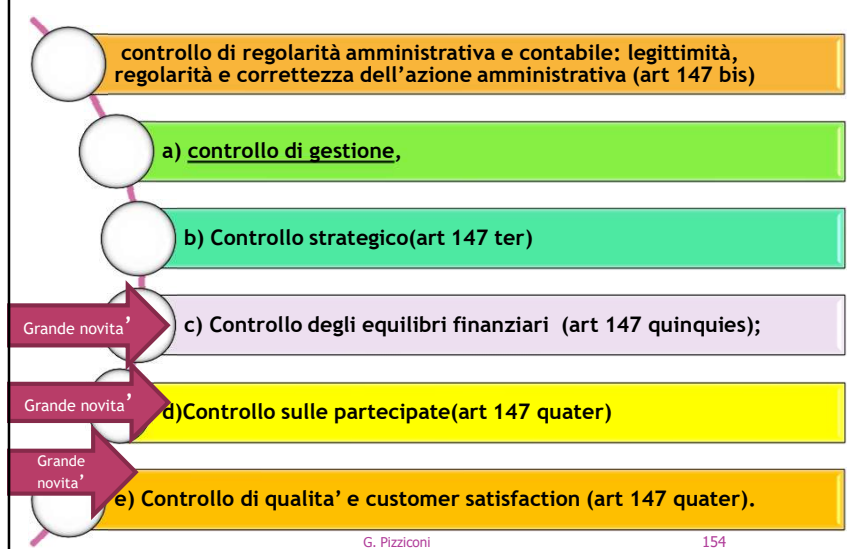 controllo di regolarità amministrativa e contabile: legittimità,
regolarità e correttezza dell'azione amministrativa (art 147 bis)
a) controllo di gestione,
b) Controllo strategico(art 147 ter)
Grande novita'
c) Controllo degli equilibri finanziari (art 147 quinquies);
Grande novita'
d)Controllo sulle partecipate(art 147 quater)
Grande
novita'
e) Controllo di qualita' e customer satisfaction (art 147 quater).
G. Pizziconi
154